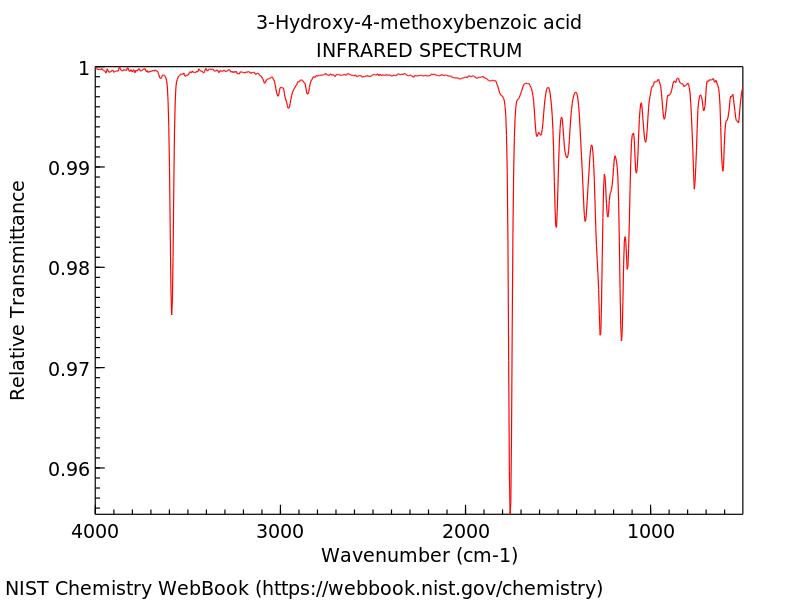 3-Hydroxy-4-methoxybenzoic acid
INFRARED SPECTRUM
1
0.99
0.98
0.97
0.96
Relative Transmittance
4000 3000 2000 1000
Wavenumber (cm-1)
NIST Chemistry WebBook (https://webbook.nist.gov/chemistry)